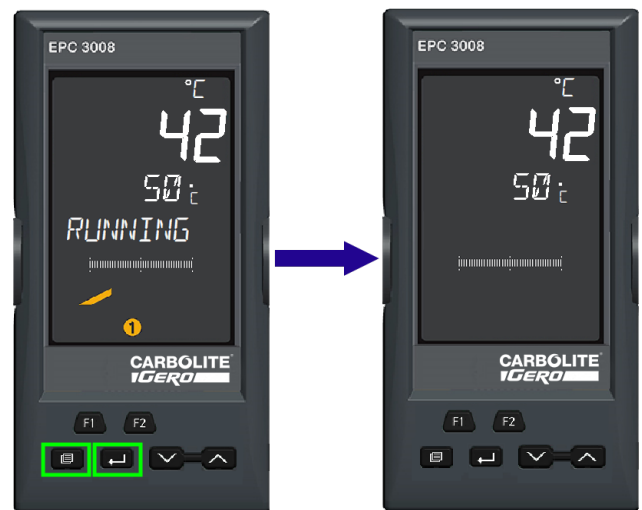 EPC 3008
°C
42
50 °C
RUNNING
1
CARBOLITE
GERO
F1 F2
EPC 3008
°C
42
50 °C
CARBOLITE
GERO
F1 F2